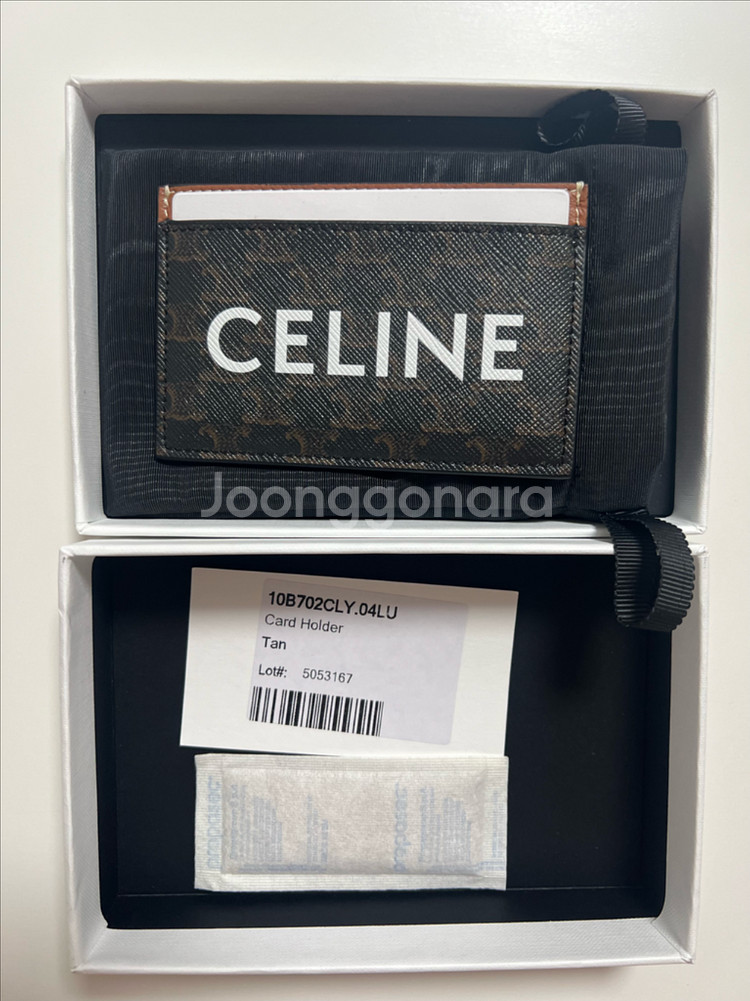 CELINE
Joonggonara
10B702CLY.04LU
Card Holder
Tan
Lot#: 5053167